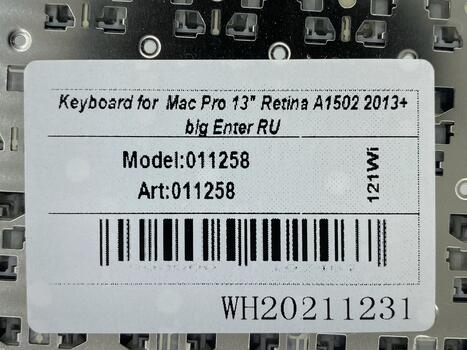 Keyboard for Mac Pro 13" Retina A1502 2013+
big Enter RU
Model:011258
Art:011258
121Wi
WH20211231